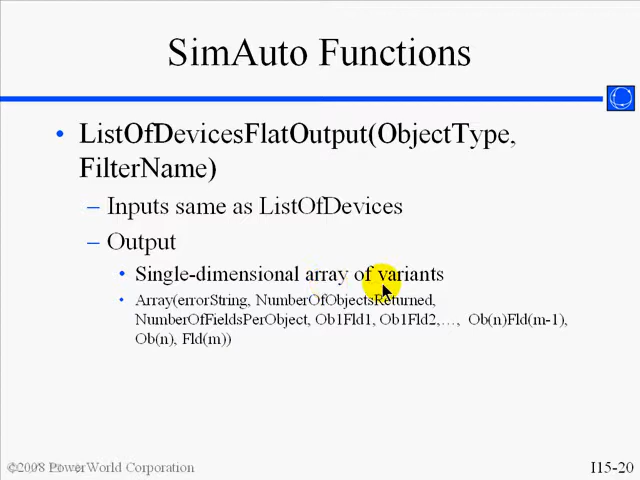 SimAuto Functions
• ListOfDevicesFlatOutput(ObjectType,
FilterName)
– Inputs same as ListOfDevices
– Output
• Single-dimensional array of variants
• Array(errorString, NumberOfObjectsReturned,
NumberOfFieldsPerObject, Ob1Fld1, Ob1Fld2,…, Ob(n)Fld(m-1),
Ob(n), Fld(m))
©2008 PowerWorld Corporation
I15-20